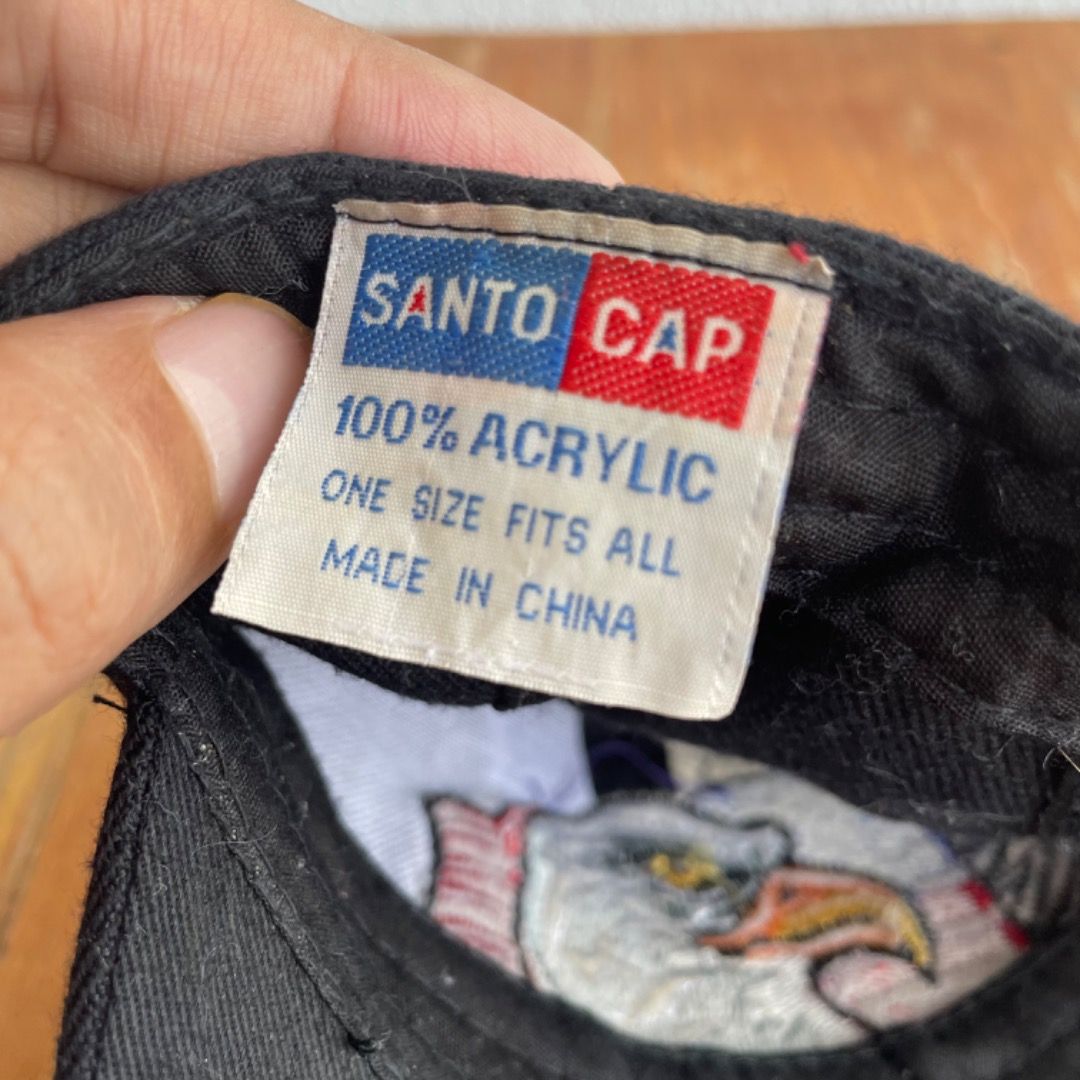 SANTO CAP
100% ACRYLIC
ONE SIZE FITS ALL
MADE IN CHINA